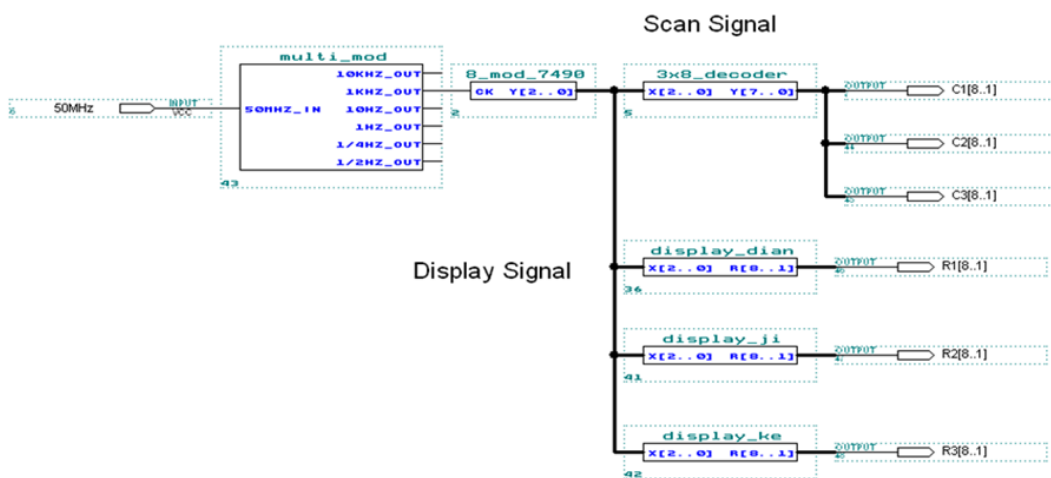 Scan Signal
multi_mod
10KHZ_OUT
1KHZ_OUT
10HZ_OUT
1HZ_OUT
1/4HZ_OUT
1/2HZ_OUT
50MHZ_IN
43
50MHz
INPUT
VCC
8_mod_7490
CK Y[2..0]
3x8_decoder
X[2..0] Y[7..0]
5
OUTPUT
C1[8..1]
OUTPUT
C2[8..1]
OUTPUT
C3[8..1]
Display Signal
display_dian
X[2..0] R[8..1]
36
OUTPUT
R1[8..1]
display_ji
X[2..0] R[8..1]
41
OUTPUT
R2[8..1]
display_ke
X[2..0] R[8..1]
42
OUTPUT
R3[8..1]